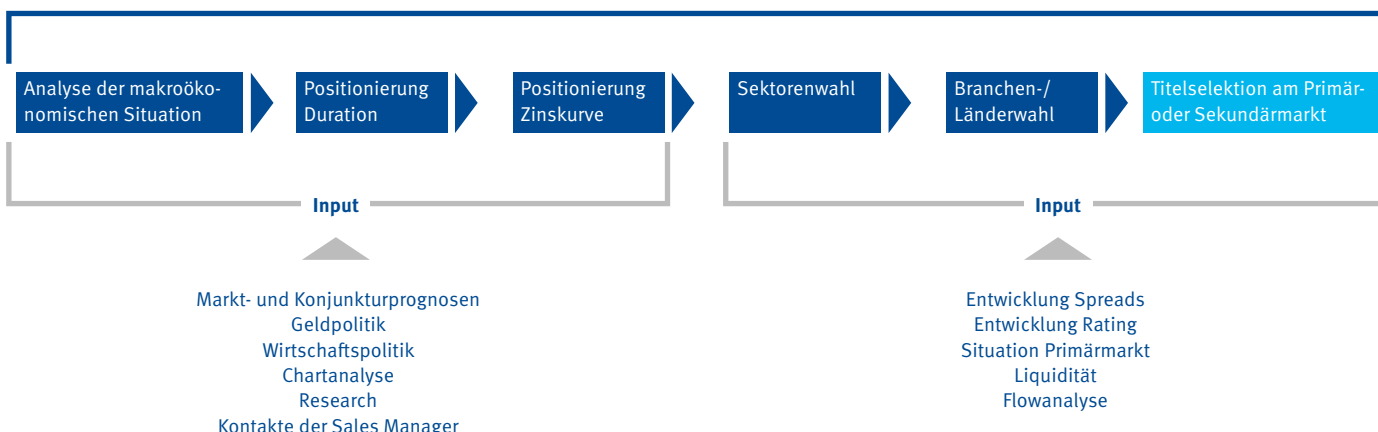 Analyse der makroöko-
nomischen Situation
Positionierung
Duration
Positionierung
Zinskurve
Sektorenwahl
Branchen-/
Länderwahl
Titelselektion am Primär-
oder Sekundärmarkt
Input
Markt- und Konjunkturprognosen
Geldpolitik
Wirtschaftspolitik
Chartanalyse
Research
Kontakte der Sales Manager
Input
Entwicklung Spreads
Entwicklung Rating
Situation Primärmarkt
Liquidität
Flowanalyse